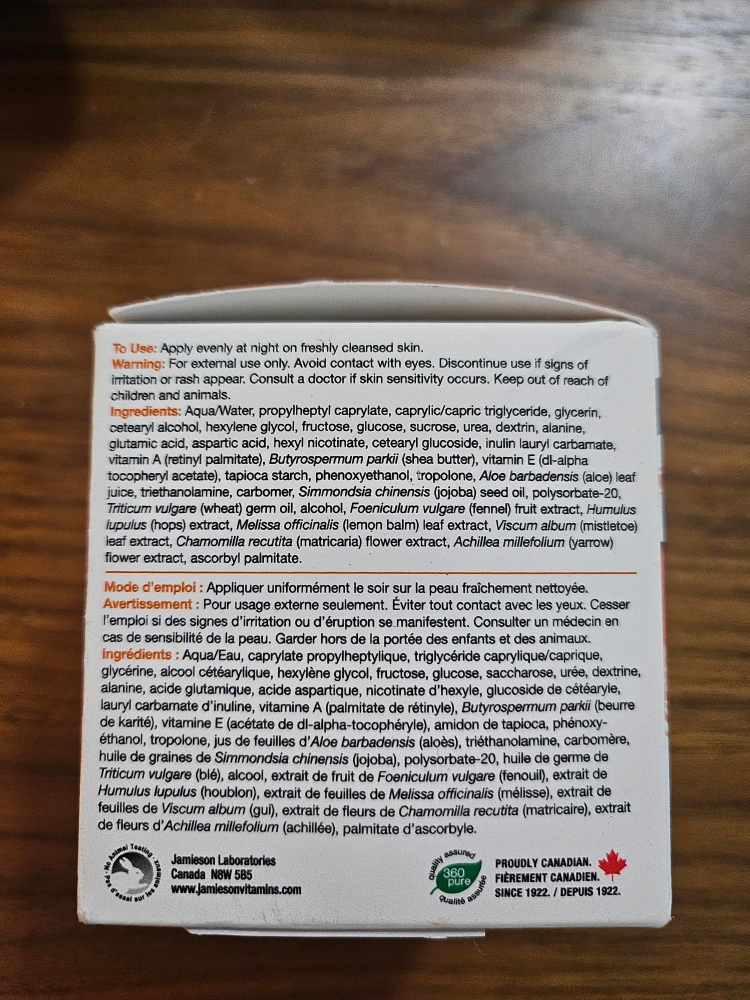 To Use: Apply evenly at night on freshly cleansed skin.
Warning: For external use only. Avoid contact with eyes. Discontinue use if signs of
irritation or rash appear. Consult a doctor if skin sensitivity occurs. Keep out of reach of
children and animals.
Ingredients: Aqua/Water, propylheptyl caprylate, caprylic/capric triglyceride, glycerin,
cetearyl alcohol, hexylene glycol, fructose, glucose, sucrose, urea, dextrin, alanine,
glutamic acid, aspartic acid, hexyl nicotinate, cetearyl glucoside, inulin lauryl carbamate,
vitamin A (retinyl palmitate), Butyrospermum parkii (shea butter), vitamin E (dl-alpha
tocopheryl acetate), tapioca starch, phenoxyethanol, tropolone, Aloe barbadensis (aloe) leaf
juice, triethanolamine, carbomer, Simmondsia chinensis (jojoba) seed oil, polysorbate-20,
Triticum vulgare (wheat) germ oil, alcohol, Foeniculum vulgare (fennel) fruit extract, Humulus
lupulus (hops) extract, Melissa officinalis (lemon balm) leaf extract, Viscum album (mistletoe)
leaf extract, Chamomilla recutita (matricaria) flower extract, Achillea millefolium (yarrow)
flower extract, ascorbyl palmitate.
Mode d'emploi : Appliquer uniformément le soir sur la peau fraîchement nettoyée.
Avertissement : Pour usage externe seulement. Éviter tout contact avec les yeux. Cesser
l'emploi si des signes d'irritation ou d'éruption se manifestent. Consulter un médecin en
cas de sensibilité de la peau. Garder hors de la portée des enfants et des animaux.
Ingrédients : Aqua/Eau, caprylate propylheptylique, triglycéride caprylique/caprique,
glycérine, alcool cétéarylique, hexylène glycol, fructose, glucose, saccharose, urée, dextrine,
alanine, acide glutamique, acide aspartique, nicotinate d'hexyle, glucoside de cétéaryle,
lauryl carbamate d'inuline, vitamine A (palmitate de rétinyle), Butyrospermum parkii (beurre
de karité), vitamine E (acétate de dl-alpha-tocophéryle), amidon de tapioca, phénoxy-
éthanol, tropolone, jus de feuilles d'Aloe barbadensis (aloès), triéthanolamine, carbomère,
huile de graines de Simmondsia chinensis (jojoba), polysorbate-20, huile de germe de
Triticum vulgare (blé), alcool, extrait de fruit de Foeniculum vulgare (fenouil), extrait de
Humulus lupulus (houblon), extrait de feuilles de Melissa officinalis (mélisse), extrait de
feuilles de Viscum album (gui), extrait de fleurs de Chamomilla recutita (matricaire), extrait
de fleurs d'Achillea millefolium (achillée), palmitate d'ascorbyle.
No Animal Testing
Pas d'essai sur les animaux
Jamieson Laboratories
Canada N8W 5B5
www.jamiesonvitamins.com
quality assured
360
pure
qualité assurée
PROUDLY CANADIAN.
FIÈREMENT CANADIEN.
SINCE 1922. / DEPUIS 1922.